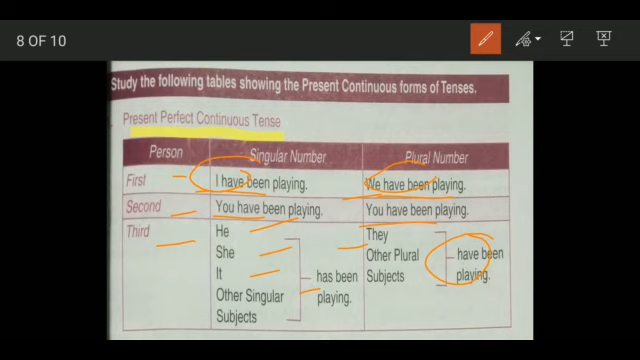 8 OF 10
Study the following tables showing the Present Continuous forms of Tenses.
Present Perfect Continuous Tense
Person Singular Number Plural Number
First I have been playing. We have been playing.
Second You have been playing. You have been playing.
Third He They
She Other Plural have been
It Subjects playing.
Other Singular has been
Subjects playing.